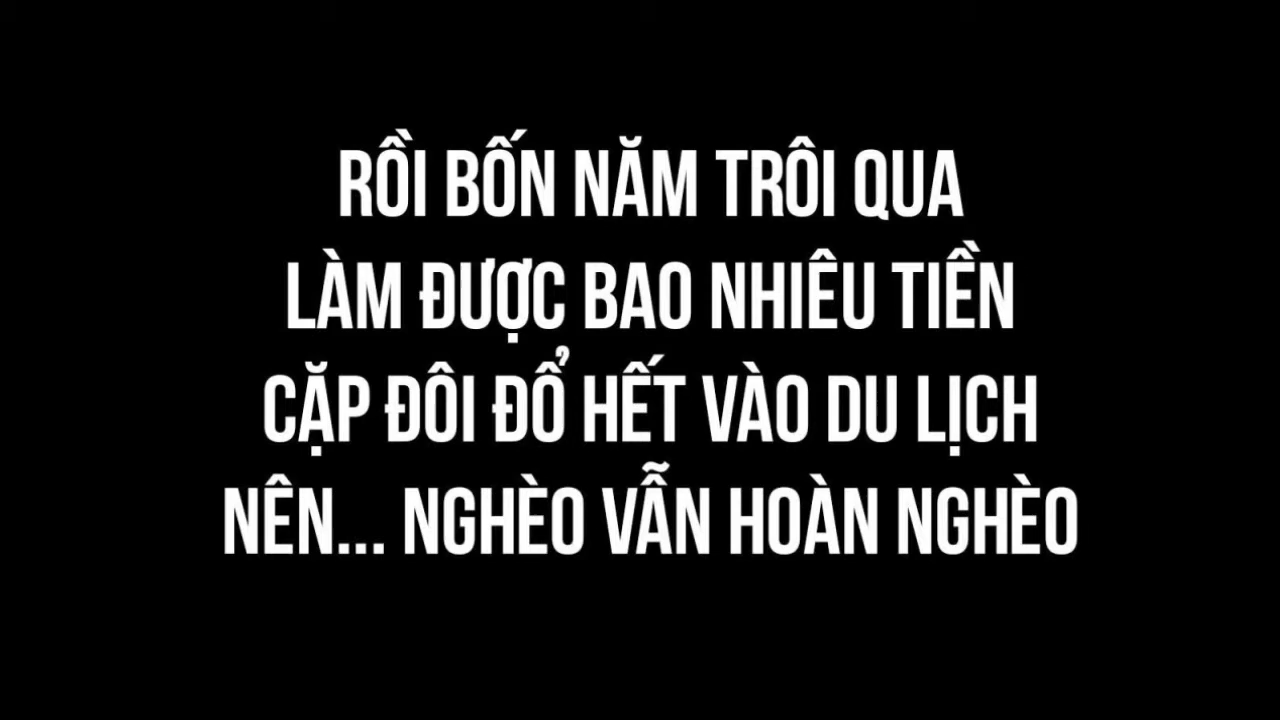 RỒI BỐN NĂM TRÔI QUA
LÀM ĐƯỢC BAO NHIÊU TIỀN
CẶP ĐÔI ĐỔ HẾT VÀO DU LỊCH
NÊN... NGHÈO VẪN HOÀN NGHÈO